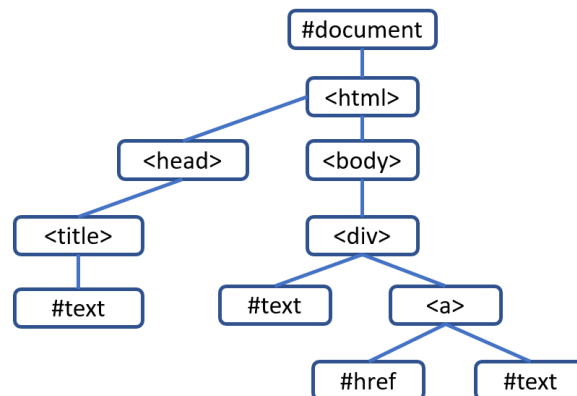 #document
<html>
<head>
<body>
<title>
<div>
#text
#text
<a>
#href
#text